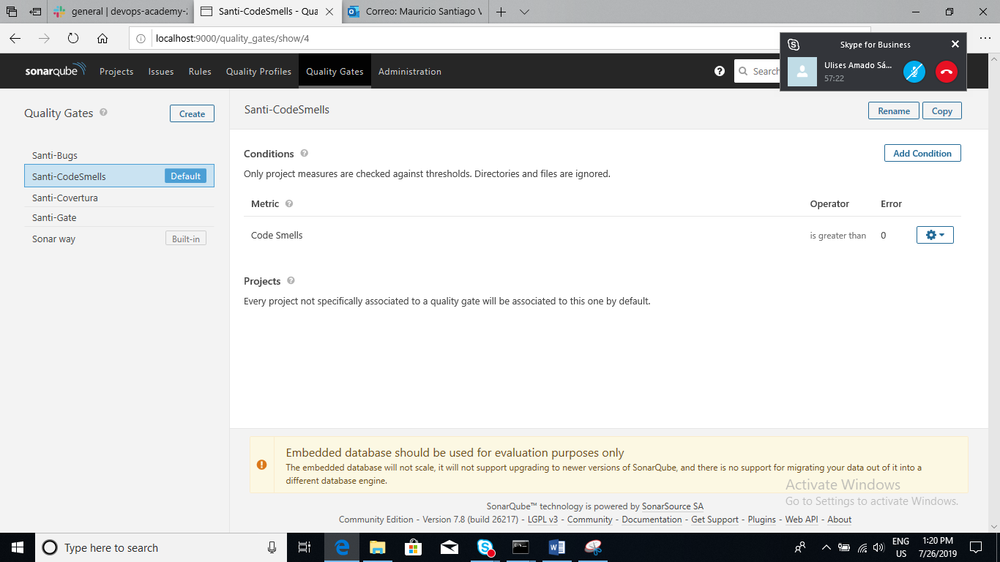 general | devops-academy-2
Santi-CodeSmells - Qua
Correo: Mauricio Santiago V
localhost:9000/quality_gates/show/4
Skype for Business
Ulises Amado Sá...
57:22
sonarqube
Projects
Issues
Rules
Quality Profiles
Quality Gates
Administration
Search
Quality Gates
Create
Santi-CodeSmells
Rename
Copy
Santi-Bugs
Santi-CodeSmells
Default
Santi-Covertura
Santi-Gate
Sonar way
Built-in
Conditions
Add Condition
Only project measures are checked against thresholds. Directories and files are ignored.
Metric
Operator
Error
Code Smells
is greater than
0
Projects
Every project not specifically associated to a quality gate will be associated to this one by default.
Embedded database should be used for evaluation purposes only
The embedded database will not scale, it will not support upgrading to newer versions of SonarQube, and there is no support for migrating your data out of it into a
different database engine.
Activate Windows
Go to Settings to activate Windows.
SonarQube™ technology is powered by SonarSource SA
Community Edition - Version 7.8 (build 26217) - LGPL v3 - Community - Documentation - Get Support - Plugins - Web API - About
Type here to search
ENG
US
1:20 PM
7/26/2019